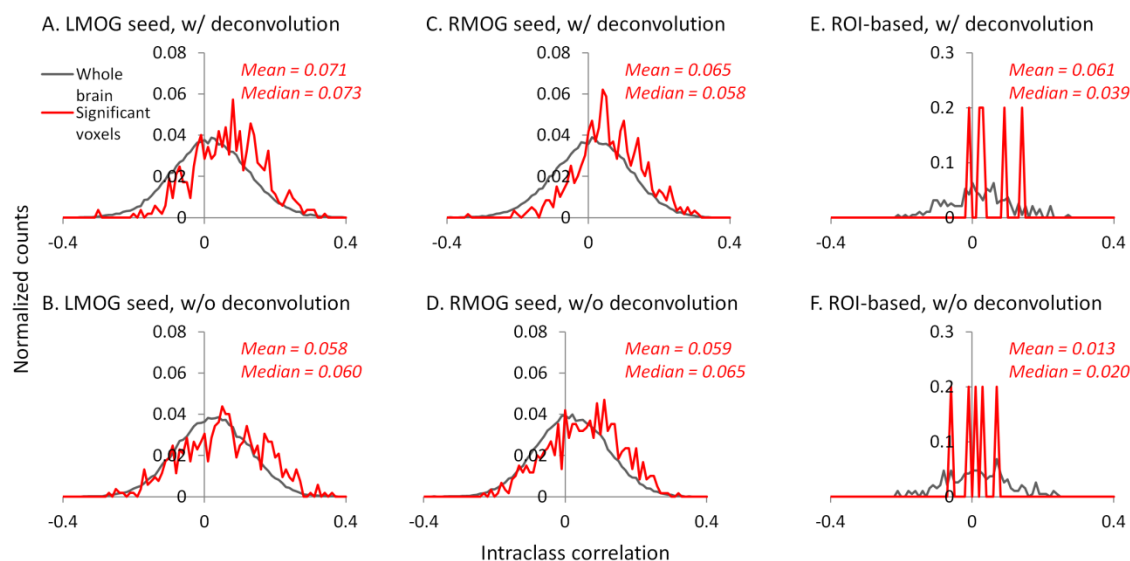 A. LMOG seed, w/ deconvolution
0.08
0.06
0.04
0.02
0
-0.4
0
0.4
Whole
brain
Significant
voxels
Mean = 0.071
Median = 0.073
C. RMOG seed, w/ deconvolution
0.08
0.06
0.04
0.02
0
-0.4
0
0.4
Mean = 0.065
Median = 0.058
E. ROI-based, w/ deconvolution
0.3
0.2
0.1
0
-0.4
0
0.4
Mean = 0.061
Median = 0.039
Normalized counts
B. LMOG seed, w/o deconvolution
0.08
0.06
0.04
0.02
0
-0.4
0
0.4
Mean = 0.058
Median = 0.060
D. RMOG seed, w/o deconvolution
0.08
0.06
0.04
0.02
0
-0.4
0
0.4
Mean = 0.059
Median = 0.065
F. ROI-based, w/o deconvolution
0.3
0.2
0.1
0
-0.4
0
0.4
Mean = 0.013
Median = 0.020
Intraclass correlation